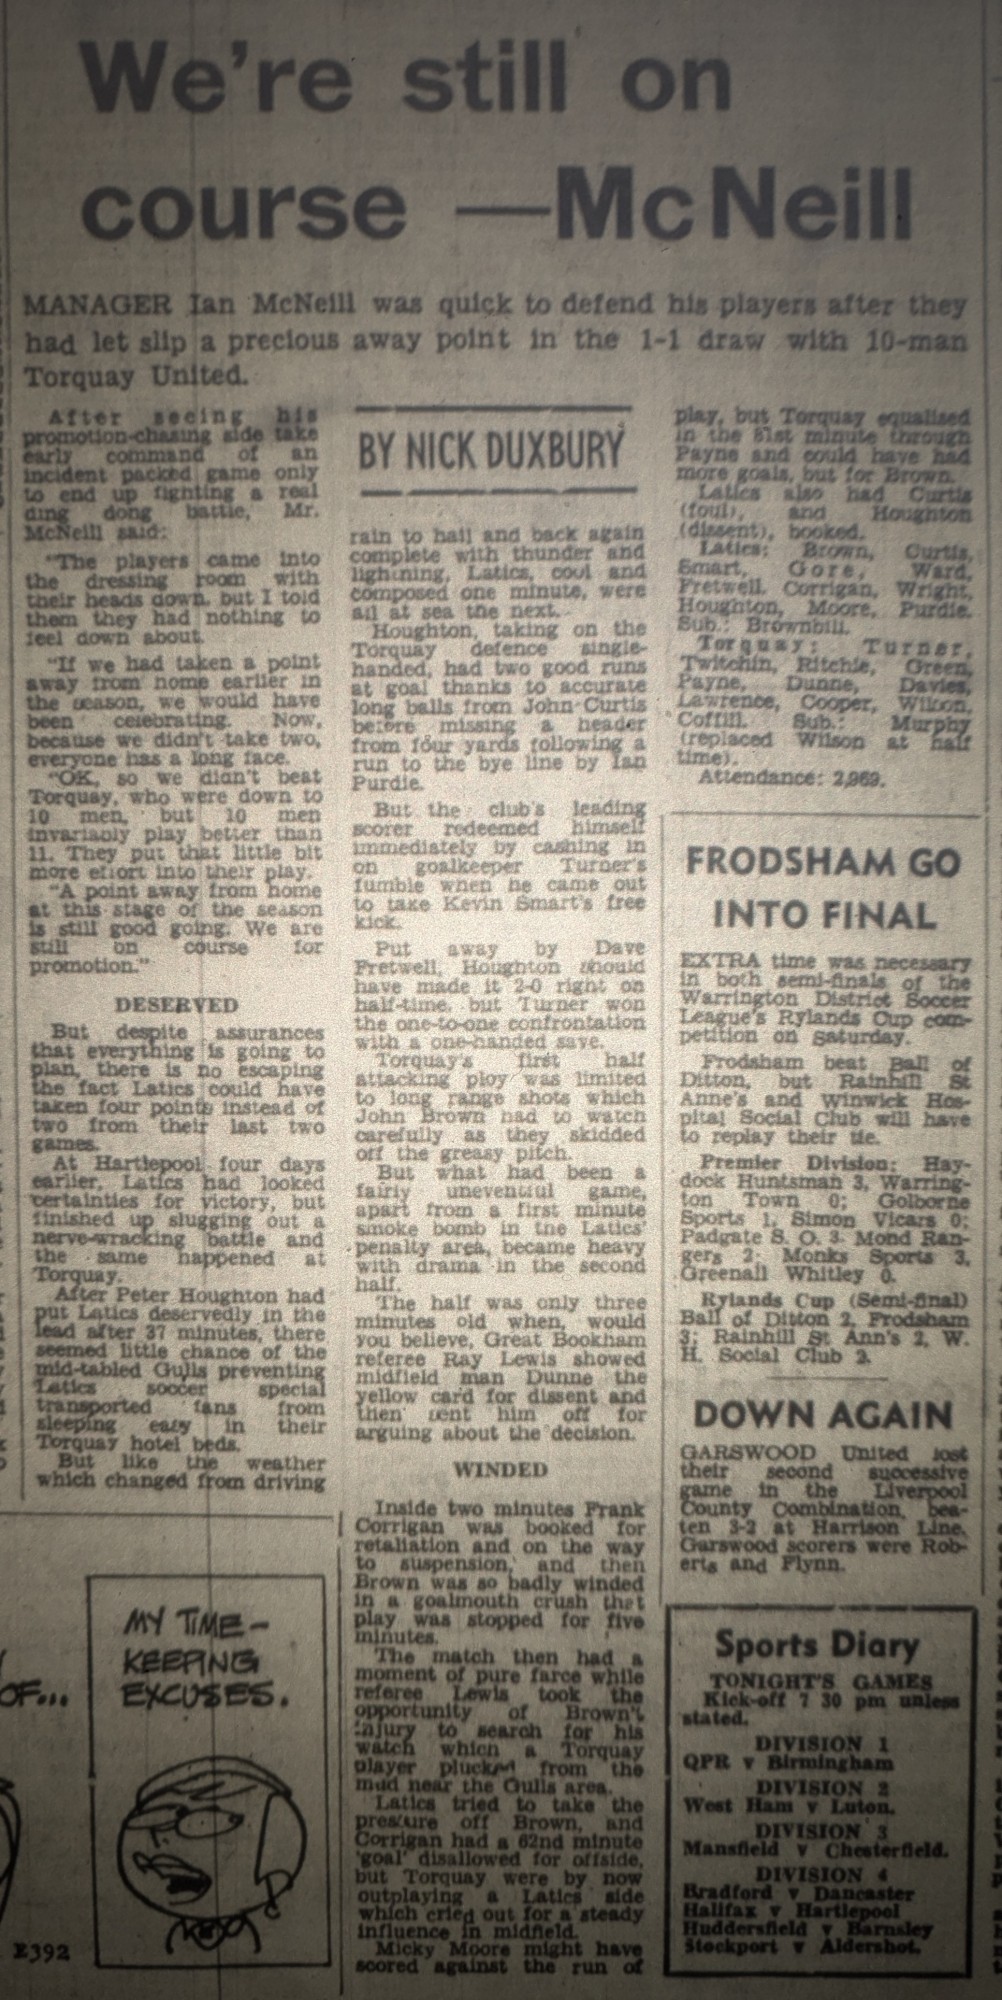 We're still on
course —McNeill
MANAGER Ian McNeill was quick to defend his players after they
had let slip a precious away point in the 1-1 draw with 10-man
Torquay United.
After seeing his
promotion-chasing side take
early command of an
incident packed game only
to end up fighting a real
ding dong battle, Mr.
McNeill said:
"The players came into
the dressing room with
their heads down, but I told
them they had nothing to
feel down about.
"If we had taken a point
away from home earlier in
the season, we would have
been celebrating. Now,
because we didn't take two,
everyone has a long face.
"OK, so we didn't beat
Torquay, who were down to
10 men, but 10 men
invariably play better than
11. They put that little bit
more effort into their play.
"A point away from home
at this stage of the season
is still good going. We are
still on course for
promotion."
DESERVED
But despite assurances
that everything is going to
plan, there is no escaping
the fact Latics could have
taken four points instead of
two from their last two
games.
At Hartlepool four days
earlier, Latics had looked
certainties for victory, but
finished up slugging out a
nerve-wracking battle and
the same happened at
Torquay.
After Peter Houghton had
put Latics deservedly in the
lead after 37 minutes, there
seemed little chance of the
mid-tabled Gulls preventing
Latics soccer special
transported fans from
sleeping easy in their
Torquay hotel beds.
But like the weather
which changed from driving
BY NICK DUXBURY
rain to hail and back again
complete with thunder and
lightning, Latics, cool and
composed one minute, were
all at sea the next.
Houghton, taking on the
Torquay defence single-
handed, had two good runs
at goal thanks to accurate
long balls from John Curtis
before missing a header
from four yards following a
run to the bye line by Ian
Purdie.
But the club's leading
scorer redeemed himself
immediately by cashing in
on goalkeeper Turner's
fumble when he came out
to take Kevin Smart's free
kick.
Put away by Dave
Fretwell, Houghton should
have made it 2-0 right on
half-time, but Turner won
the one-to-one confrontation
with a one-handed save.
Torquay's first half
attacking ploy was limited
to long range shots which
John Brown had to watch
carefully as they skidded
off the greasy pitch.
But what had been a
fairly uneventful game,
apart from a first minute
smoke bomb in the Latics'
penalty area, became heavy
with drama in the second
half.
The half was only three
minutes old when, would
you believe, Great Bookham
referee Ray Lewis showed
midfield man Dunne the
yellow card for dissent and
then sent him off for
arguing about the decision.
WINDED
Inside two minutes Frank
Corrigan was booked for
retaliation and on the way
to suspension, and then
Brown was so badly winded
in a goalmouth crush that
play was stopped for five
minutes.
The match then had a
moment of pure farce while
referee Lewis took the
opportunity of Brown't
injury to search for his
watch which a Torquay
player plucked from the
mud near the Gulls area.
Latics tried to take the
pressure off Brown, and
Corrigan had a 62nd minute
'goal' disallowed for offside,
but Torquay were by now
outplaying a Latics side
which cried out for a steady
influence in midfield.
Micky Moore might have
scored against the run of
play, but Torquay equalised
in the 81st minute through
Payne and could have had
more goals, but for Brown.
Latics also had Curtis
(foul), and Houghton
(dissent), booked.
Latics: Brown, Curtis,
Smart, Gore, Ward,
Fretwell, Corrigan, Wright,
Houghton, Moore, Purdie.
Sub.: Brownbill.
Torquay: Turner,
Twitchin, Ritchie, Green,
Payne, Dunne, Davies,
Lawrence, Cooper, Wilson,
Coffill. Sub.: Murphy
(replaced Wilson at half
time).
Attendance: 2,969.
FRODSHAM GO
INTO FINAL
EXTRA time was necessary
in both semi-finals of the
Warrington District Soccer
League's Rylands Cup com-
petition on Saturday.
Frodsham beat Ball of
Ditton, but Rainhill St
Anne's and Winwick Hos-
pital Social Club will have
to replay their tie.
Premier Division: Hay-
dock Huntsman 3, Warring-
ton Town 0; Golborne
Sports 1, Simon Vicars 0;
Padgate S. O. 3 Mond Ran-
gers 2; Monks Sports 3,
Greenall Whitley 0.
Rylands Cup (Semi-final)
Ball of Ditton 2, Frodsham
3; Rainhill St Ann's 2, W.
H. Social Club 2.
DOWN AGAIN
GARSWOOD United lost
their second successive
game in the Liverpool
County Combination, bea-
ten 3-2 at Harrison Line.
Garswood scorers were Rob-
erts and Flynn.
Sports Diary
TONIGHT'S GAMES
Kick-off 7 30 pm unless
stated.
DIVISION 1
QPR v Birmingham
DIVISION 2
West Ham v Luton.
DIVISION 3
Mansfield v Chesterfield.
DIVISION 4
Bradford v Dancaster
Halifax v Hartlepool
Huddersfield v Barnsley
Stockport v Aldershot.
OF...
MY TIME-
KEEPING
EXCUSES.
E392